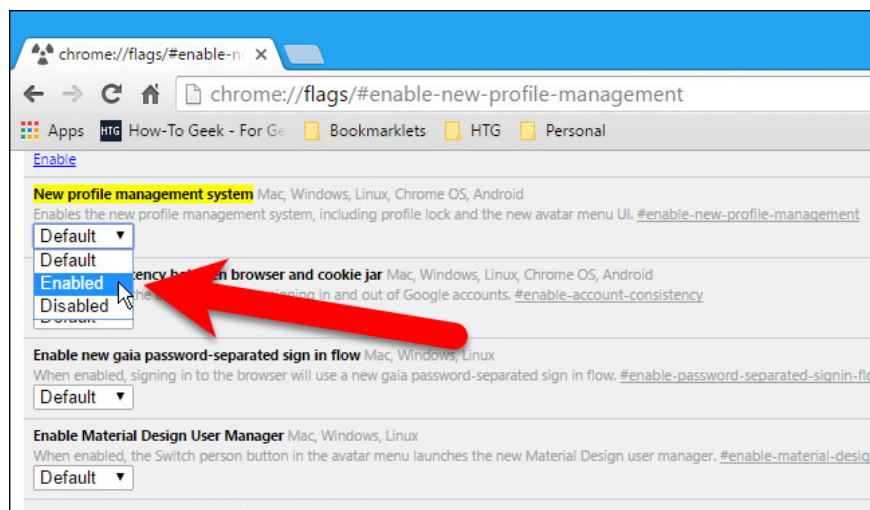 chrome://flags/#enable-n
chrome://flags/#enable-new-profile-management
Apps HTG How-To Geek - For Ge Bookmarklets HTG Personal
Enable
New profile management system Mac, Windows, Linux, Chrome OS, Android
Enables the new profile management system, including profile lock and the new avatar menu UI. #enable-new-profile-management
Default
Default
Enabled
Disabled
browser and cookie jar Mac, Windows, Linux, Chrome OS, Android
in and out of Google accounts. #enable-account-consistency
Default
Enable new gaia password-separated sign in flow Mac, Windows, Linux
When enabled, signing in to the browser will use a new gaia password-separated sign in flow. #enable-password-separated-signin-flo
Default
Enable Material Design User Manager Mac, Windows, Linux
When enabled, the Switch person button in the avatar menu launches the new Material Design user manager. #enable-material-desig
Default